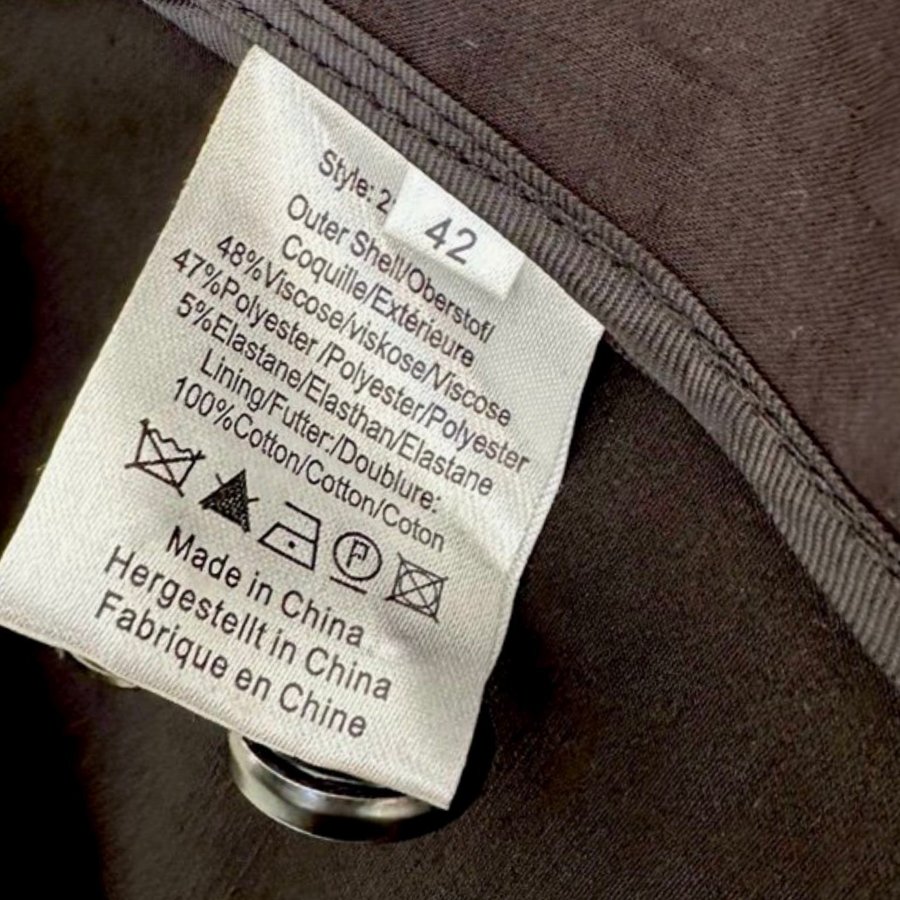 Style: 2
42
Outer Shell/Oberstoff/
Coquille/Extérieure
48%Viscose/viskose/Viscose
47%Polyester/Polyester/Polyester
5%Elastane/Elasthan/Elastane
Lining/Futter:/Doublure:
100%Cotton/Cotton/Coton
P
Made in China
Hergestellt in China
Fabrique en Chine